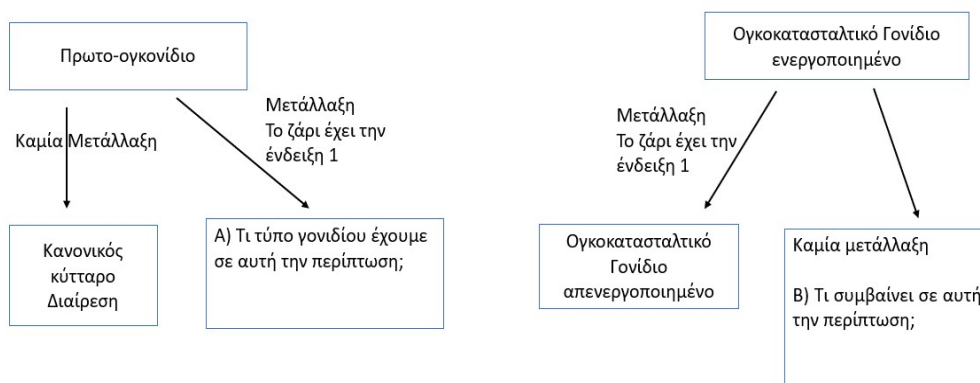 Πρωτο-ογκονίδιο
Καμία Μετάλλαξη
Μετάλλαξη
Το ζάρι έχει την
ένδειξη 1
Κανονικός
κύτταρο
Διαίρεση
Α) Τι τύπο γονιδίου έχουμε
σε αυτή την περίπτωση;
Ογκοκατασταλτικό Γονίδιο
ενεργοποιημένο
Μετάλλαξη
Το ζάρι έχει την
ένδειξη 1
Ογκοκατασταλτικό
Γονίδιο
απενεργοποιημένο
Καμία μετάλλαξη
Β) Τι συμβαίνει σε αυτή
την περίπτωση;